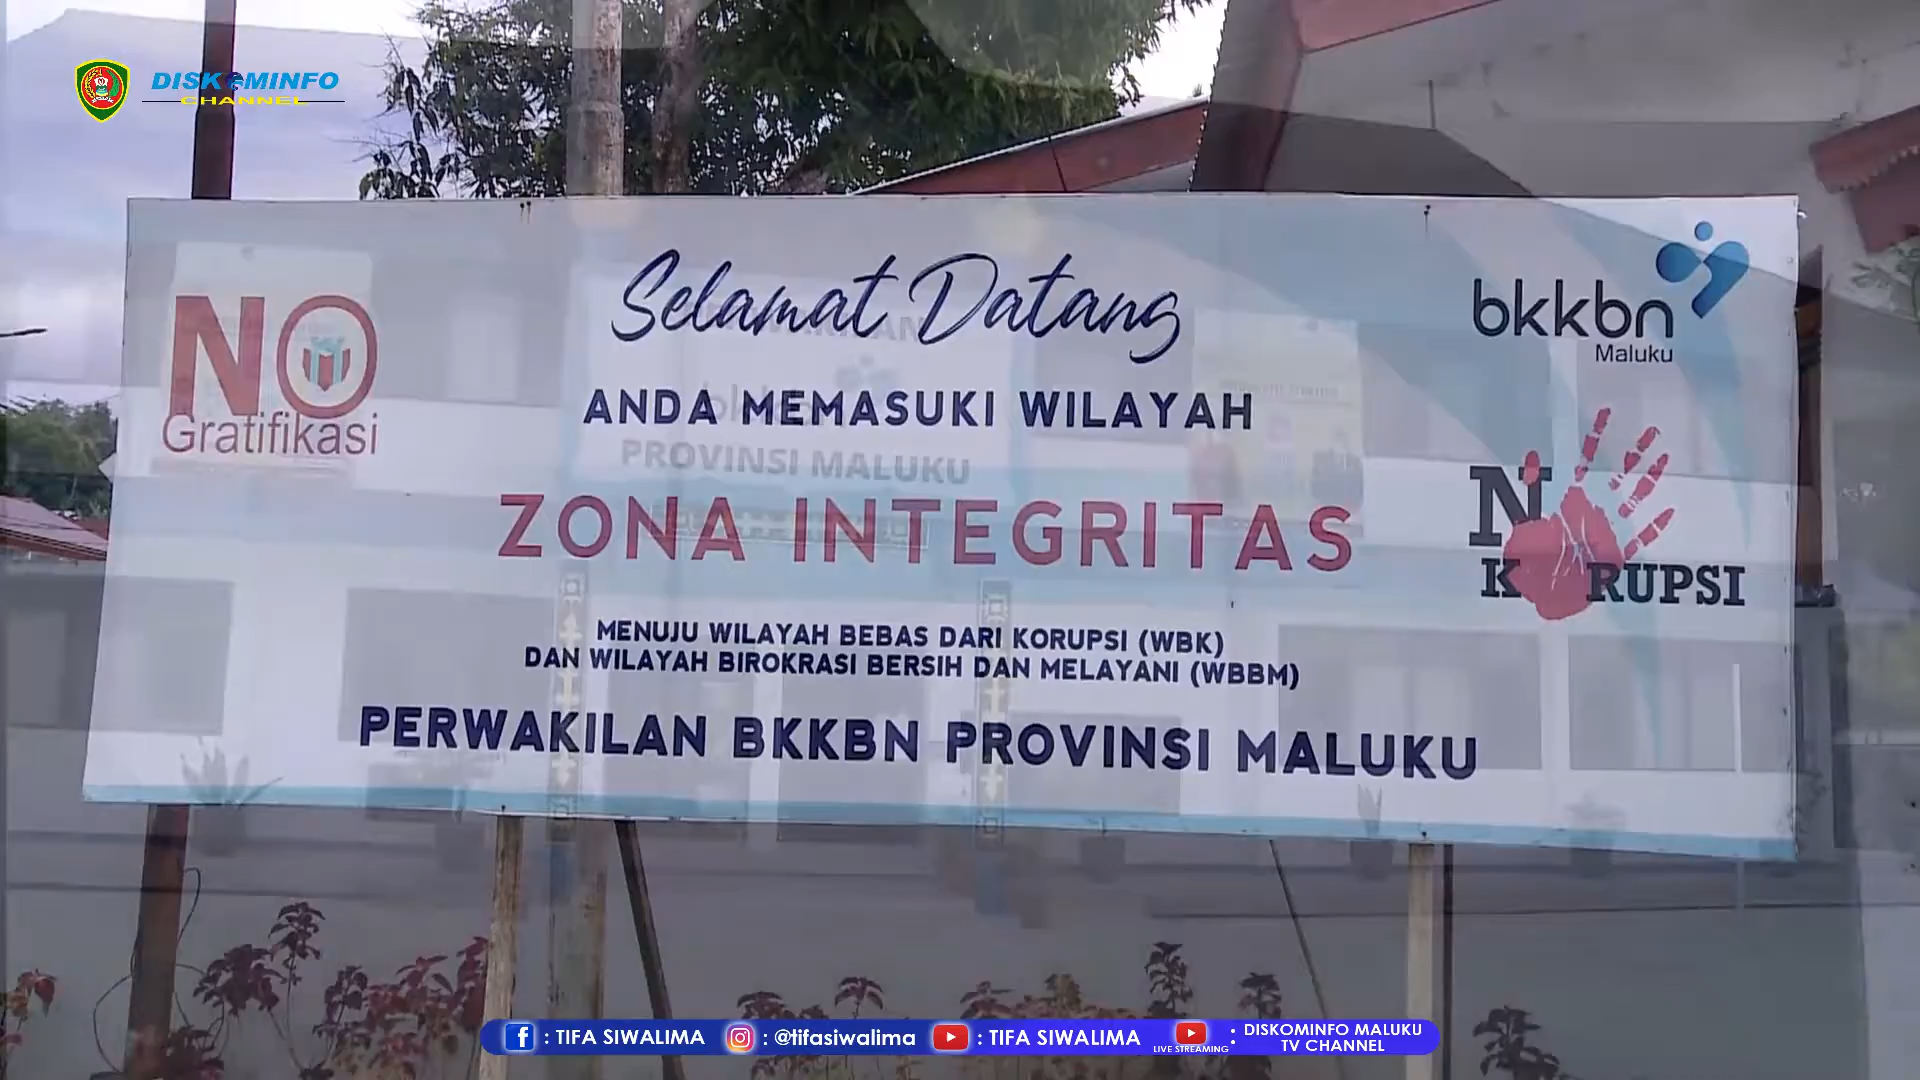 DISKOMINFO
CHANNEL
Selamat Datang
NO
Gratifikasi
bkkbn
Maluku
ANDA MEMASUKI WILAYAH
PROVINSI MALUKU
ZONA INTEGRITAS
NO
KORUPSI
MENUJU WILAYAH BEBAS DARI KORUPSI (WBK)
DAN WILAYAH BIROKRASI BERSIH DAN MELAYANI (WBBM)
PERWAKILAN BKKBN PROVINSI MALUKU
: TIFA SIWALIMA
: @tifasiwalima
: TIFA SIWALIMA
LIVE STREAMING
: DISKOMINFO MALUKU
TV CHANNEL